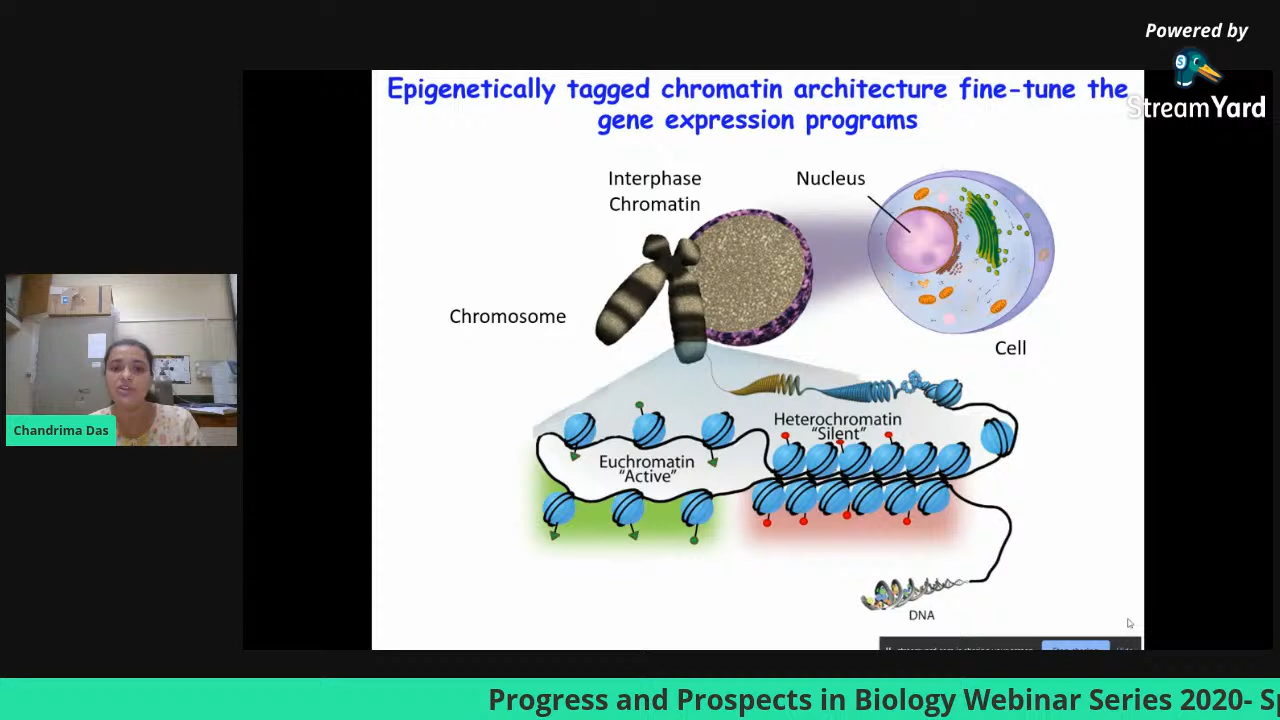 Powered by
StreamYard
Epigenetically tagged chromatin architecture fine-tune the
gene expression programs
Interphase
Chromatin
Nucleus
Chromosome
Cell
Heterochromatin
"Silent"
Euchromatin
"Active"
DNA
Chandrima Das
Progress and Prospects in Biology Webinar Series 2020- S